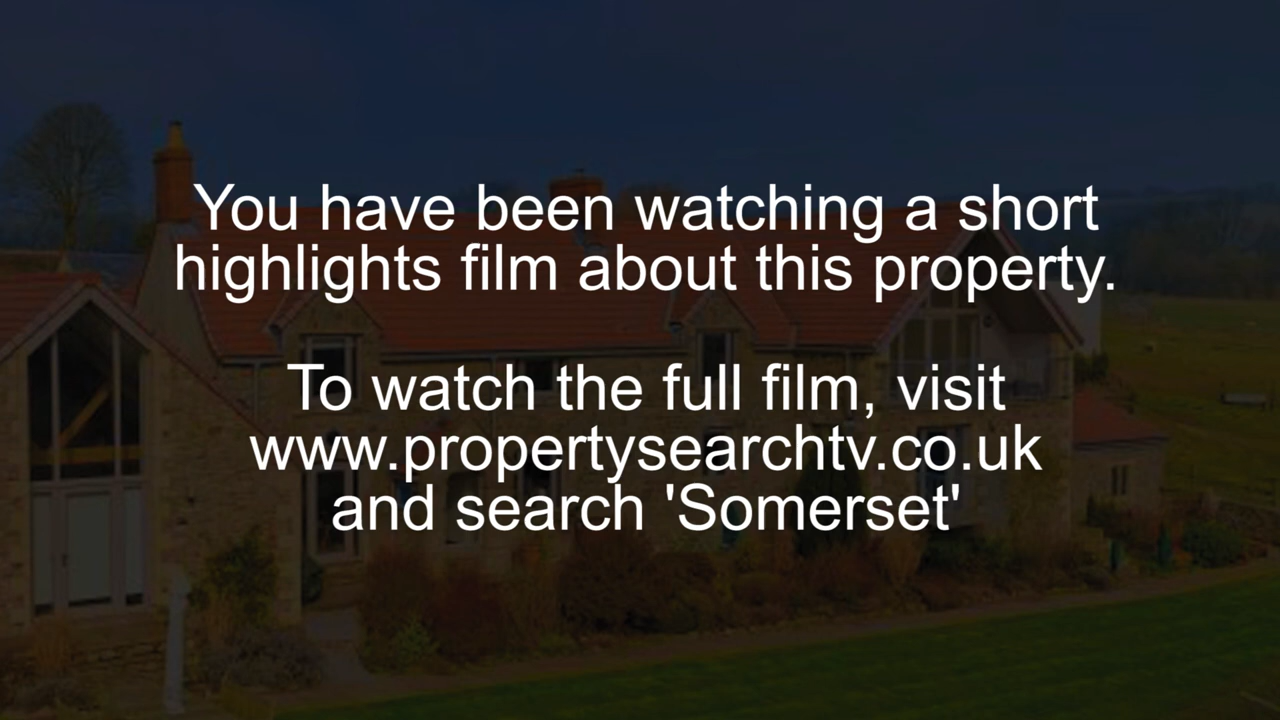 You have been watching a short
highlights film about this property.
To watch the full film, visit
www.propertysearchtv.co.uk
and search 'Somerset'